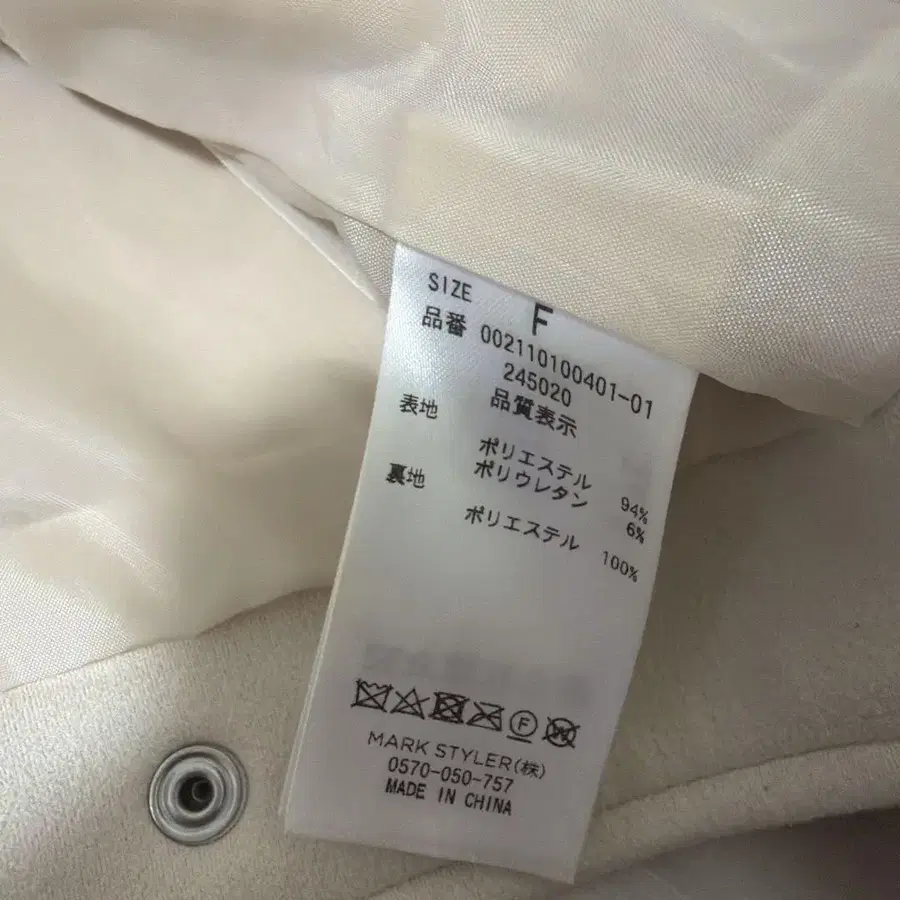 SIZE F
品番 002110100401-01
245020
品質表示
表地
ポリエステル 94%
ポリウレタン 6%
裏地
ポリエステル 100%
F
W
MARK STYLER(株)
0570-050-757
MADE IN CHINA